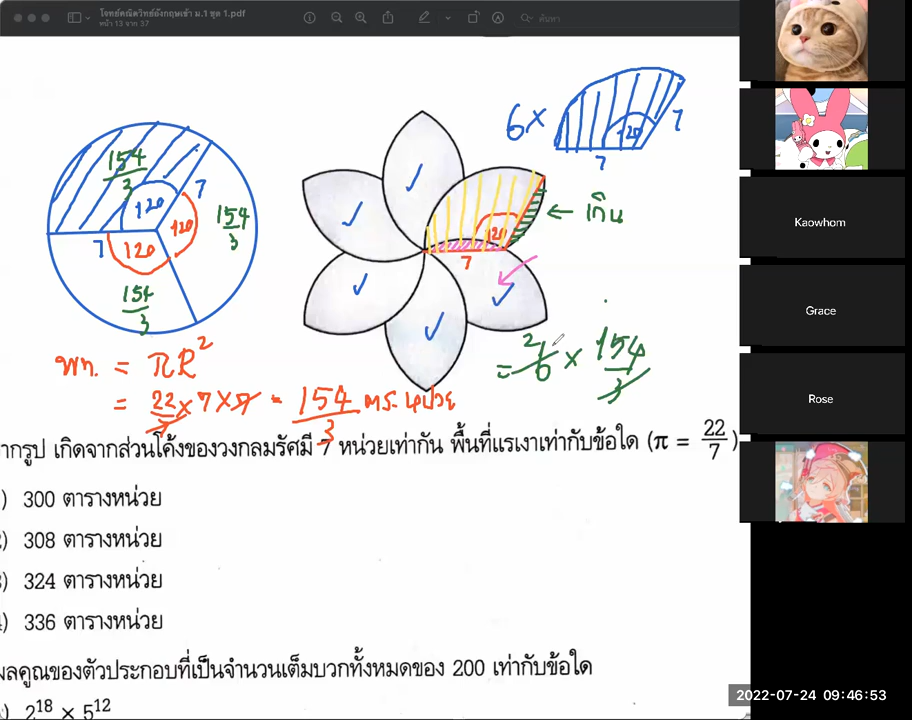 โจทย์คณิตวิทย์อังกฤษเข้า ม.1 ชุด 1.pdf
หน้า 13 จาก 37
ค้นหา
6 × 120 7 7
154/3
120 7
7 120 120 154/3
154/3
120 7
← เกิน
พท. = πR²
= 22/7 × 7 × 7 = 154/3 ตร.หน่วย
= 2 6 × 154/3
ากรูป เกิดจากส่วนโค้งของวงกลมรัศมี 7 หน่วยเท่ากัน พื้นที่แรเงาเท่ากับข้อใด (π = 22/7)
) 300 ตารางหน่วย
) 308 ตารางหน่วย
) 324 ตารางหน่วย
) 336 ตารางหน่วย
ผลคูณของตัวประกอบที่เป็นจำนวนเต็มบวกทั้งหมดของ 200 เท่ากับข้อใด
) 2¹⁸ × 5¹²
Kaowhom
Grace
Rose
2022-07-24 09:46:53